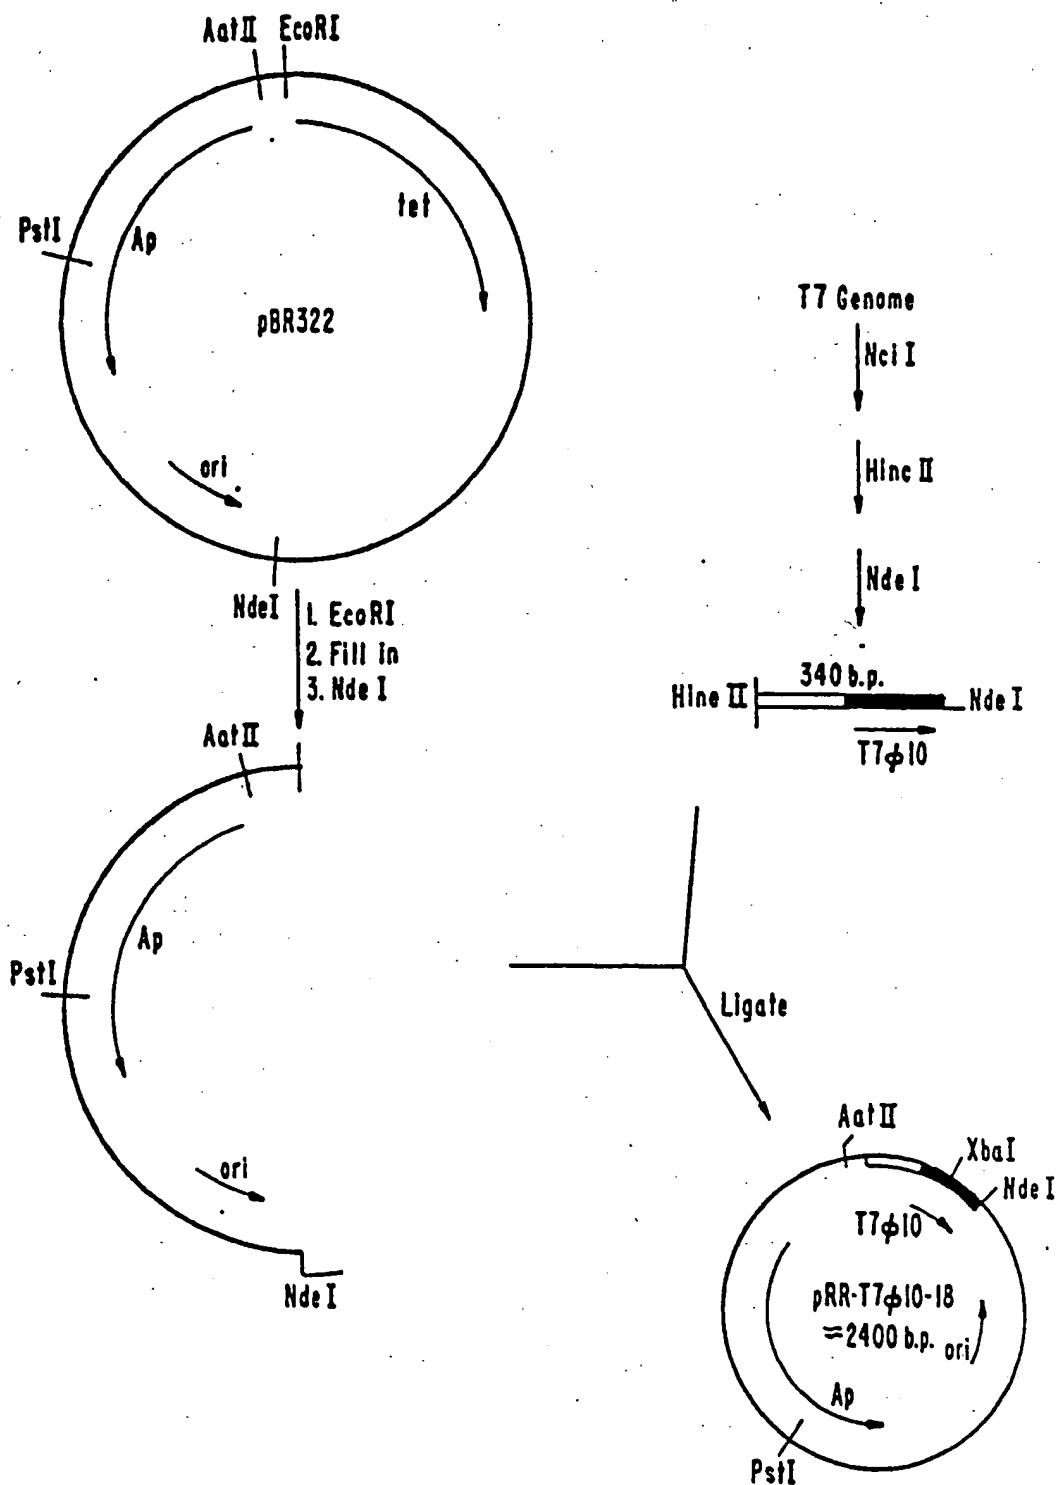 AatII EcoRI
PstI
Ap
tet
pBR322
ori
NdeI
1. EcoRI
2. Fill in
3. Nde I
T7 Genome
Nci I
Hinc II
Nde I
340 b.p.
Hinc II
Nde I
T7ϕ10
AatII
PstI
Ap
ori
Nde I
Ligate
AatII
XbaI
Nde I
T7ϕ10
pRR-T7ϕ10-18
≈2400 b.p.
ori
Ap
PstI